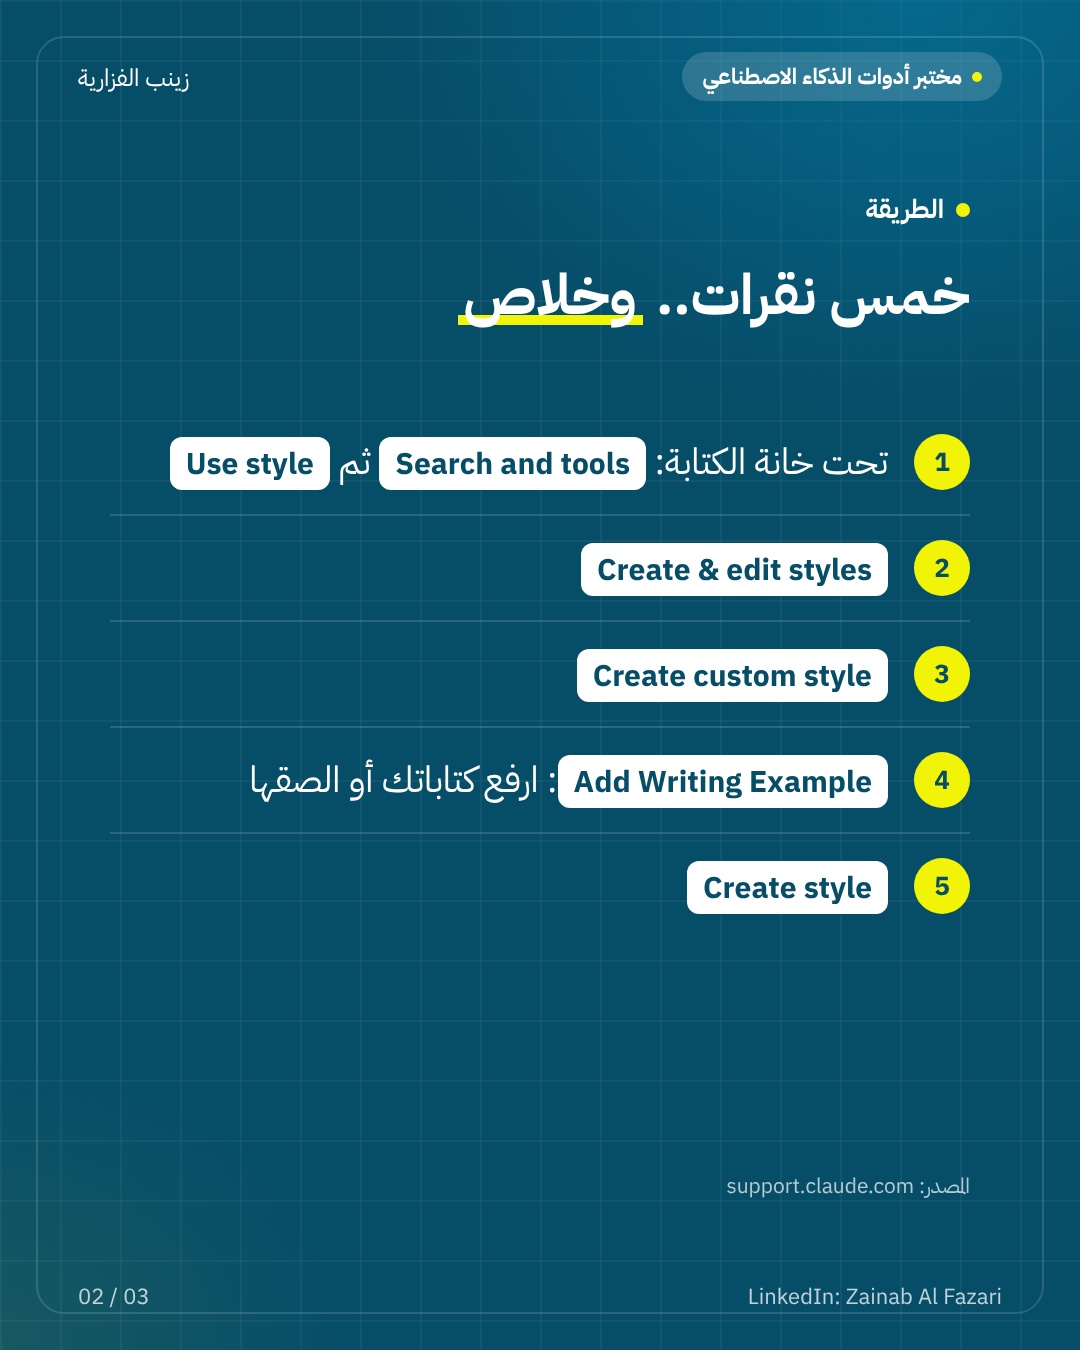 مختبر أدوات الذكاء الاصطناعي
زينب الفزارية
الطريقة
خمس نقرات.. وخلاص
1 تحت خانة الكتابة: Search and tools ثم Use style
2 Create & edit styles
3 Create custom style
4 Add Writing Example: ارفع كتاباتك أو الصقها
5 Create style
المصدر: support.claude.com
LinkedIn: Zainab Al Fazari
02 / 03